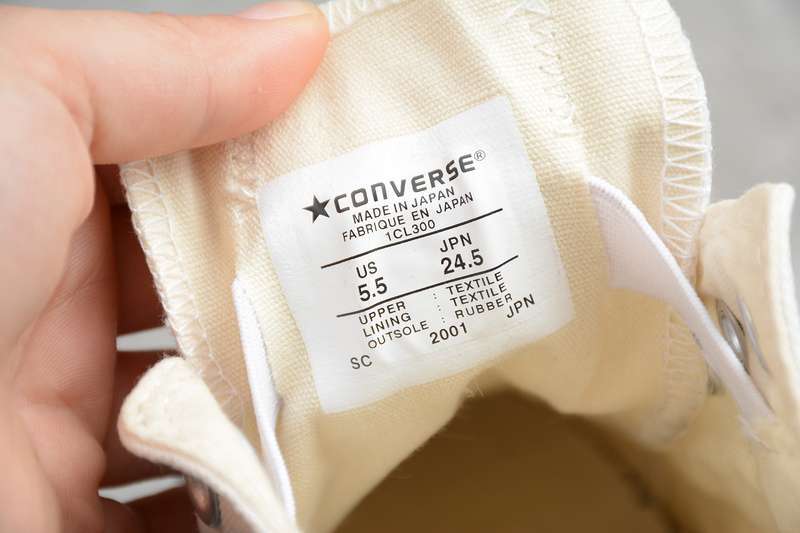 ★CONVERSE®
MADE IN JAPAN
FABRIQUE EN JAPAN
1CL300
US JPN
5.5 24.5
UPPER : TEXTILE
LINING : TEXTILE
OUTSOLE : RUBBER
SC 2001 JPN